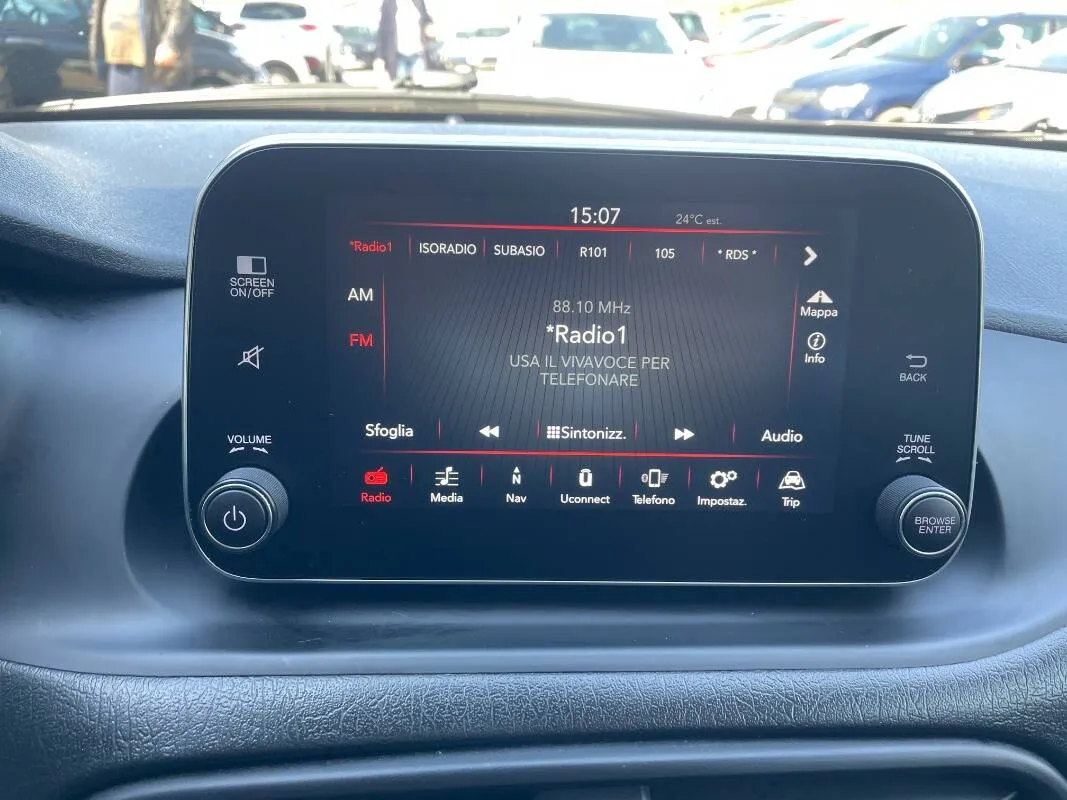 15:07
24°C est.
*Radio1
ISORADIO
SUBASIO
R101
105
* RDS *
SCREEN
ON/OFF
AM
88.10 MHz
Mappa
*Radio1
FM
Info
USA IL VIVAVOCE PER
TELEFONARE
BACK
Sfoglia
Sintonizz.
Audio
VOLUME
TUNE
SCROLL
Radio
Media
N
Nav
Uconnect
Telefono
Impostaz.
Trip
BROWSE
ENTER